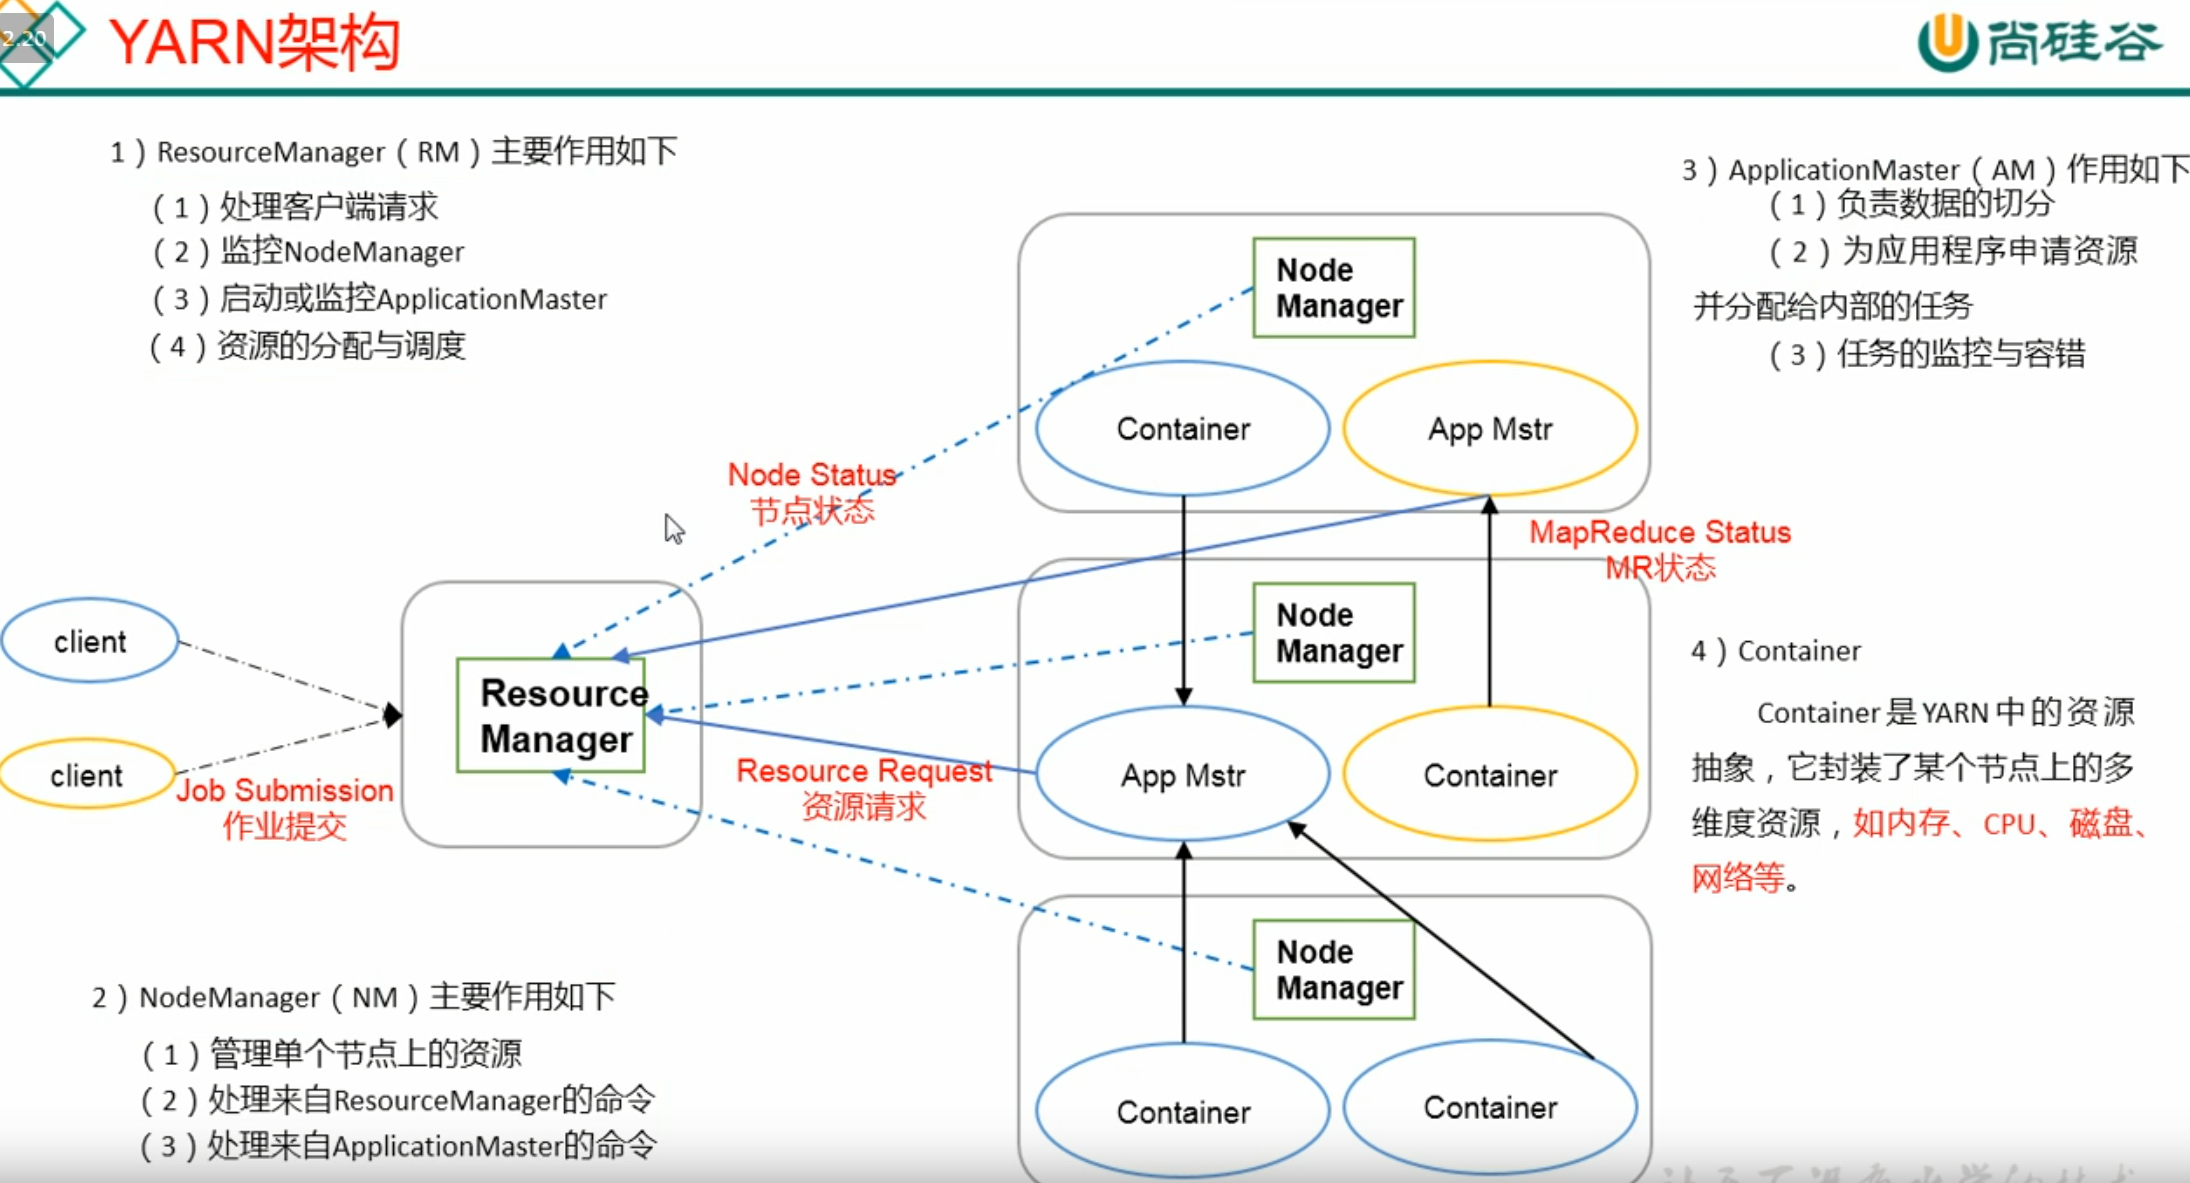 2.20
YARN架构
尚硅谷
1）ResourceManager（RM）主要作用如下
（1）处理客户端请求
（2）监控NodeManager
（3）启动或监控ApplicationMaster
（4）资源的分配与调度
3）ApplicationMaster（AM）作用如下
（1）负责数据的切分
（2）为应用程序申请资源
并分配给内部的任务
（3）任务的监控与容错
Node
Manager
Container
App Mstr
Node Status
节点状态
MapReduce Status
MR状态
client
client
Job Submission
作业提交
Resource
Manager
Resource Request
资源请求
Node
Manager
App Mstr
Container
4）Container
Container是YARN中的资源
抽象，它封装了某个节点上的多
维度资源，如内存、CPU、磁盘、
网络等。
Node
Manager
Container
Container
2）NodeManager（NM）主要作用如下
（1）管理单个节点上的资源
（2）处理来自ResourceManager的命令
（3）处理来自ApplicationMaster的命令